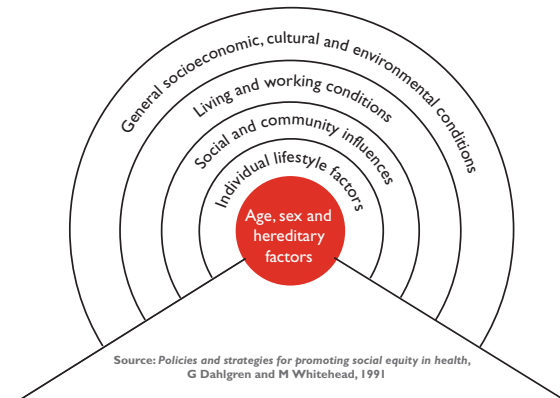 General socioeconomic, cultural and environmental conditions
Living and working conditions
Social and community influences
Individual lifestyle factors
Age, sex and
hereditary
factors
Source: Policies and strategies for promoting social equity in health,
G Dahlgren and M Whitehead, 1991